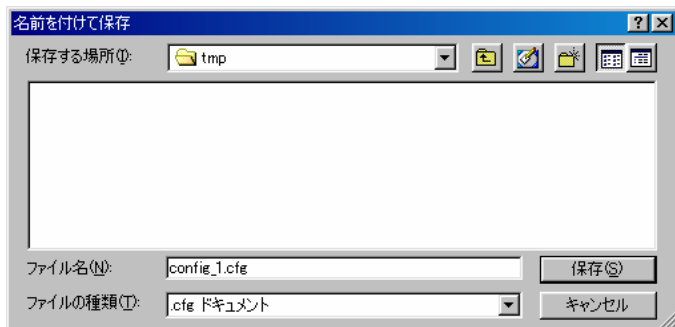 名前を付けて保存
保存する場所(I): tmp
ファイル名(N): config_1.cfg 保存(S)
ファイルの種類(T): .cfg ドキュメント キャンセル